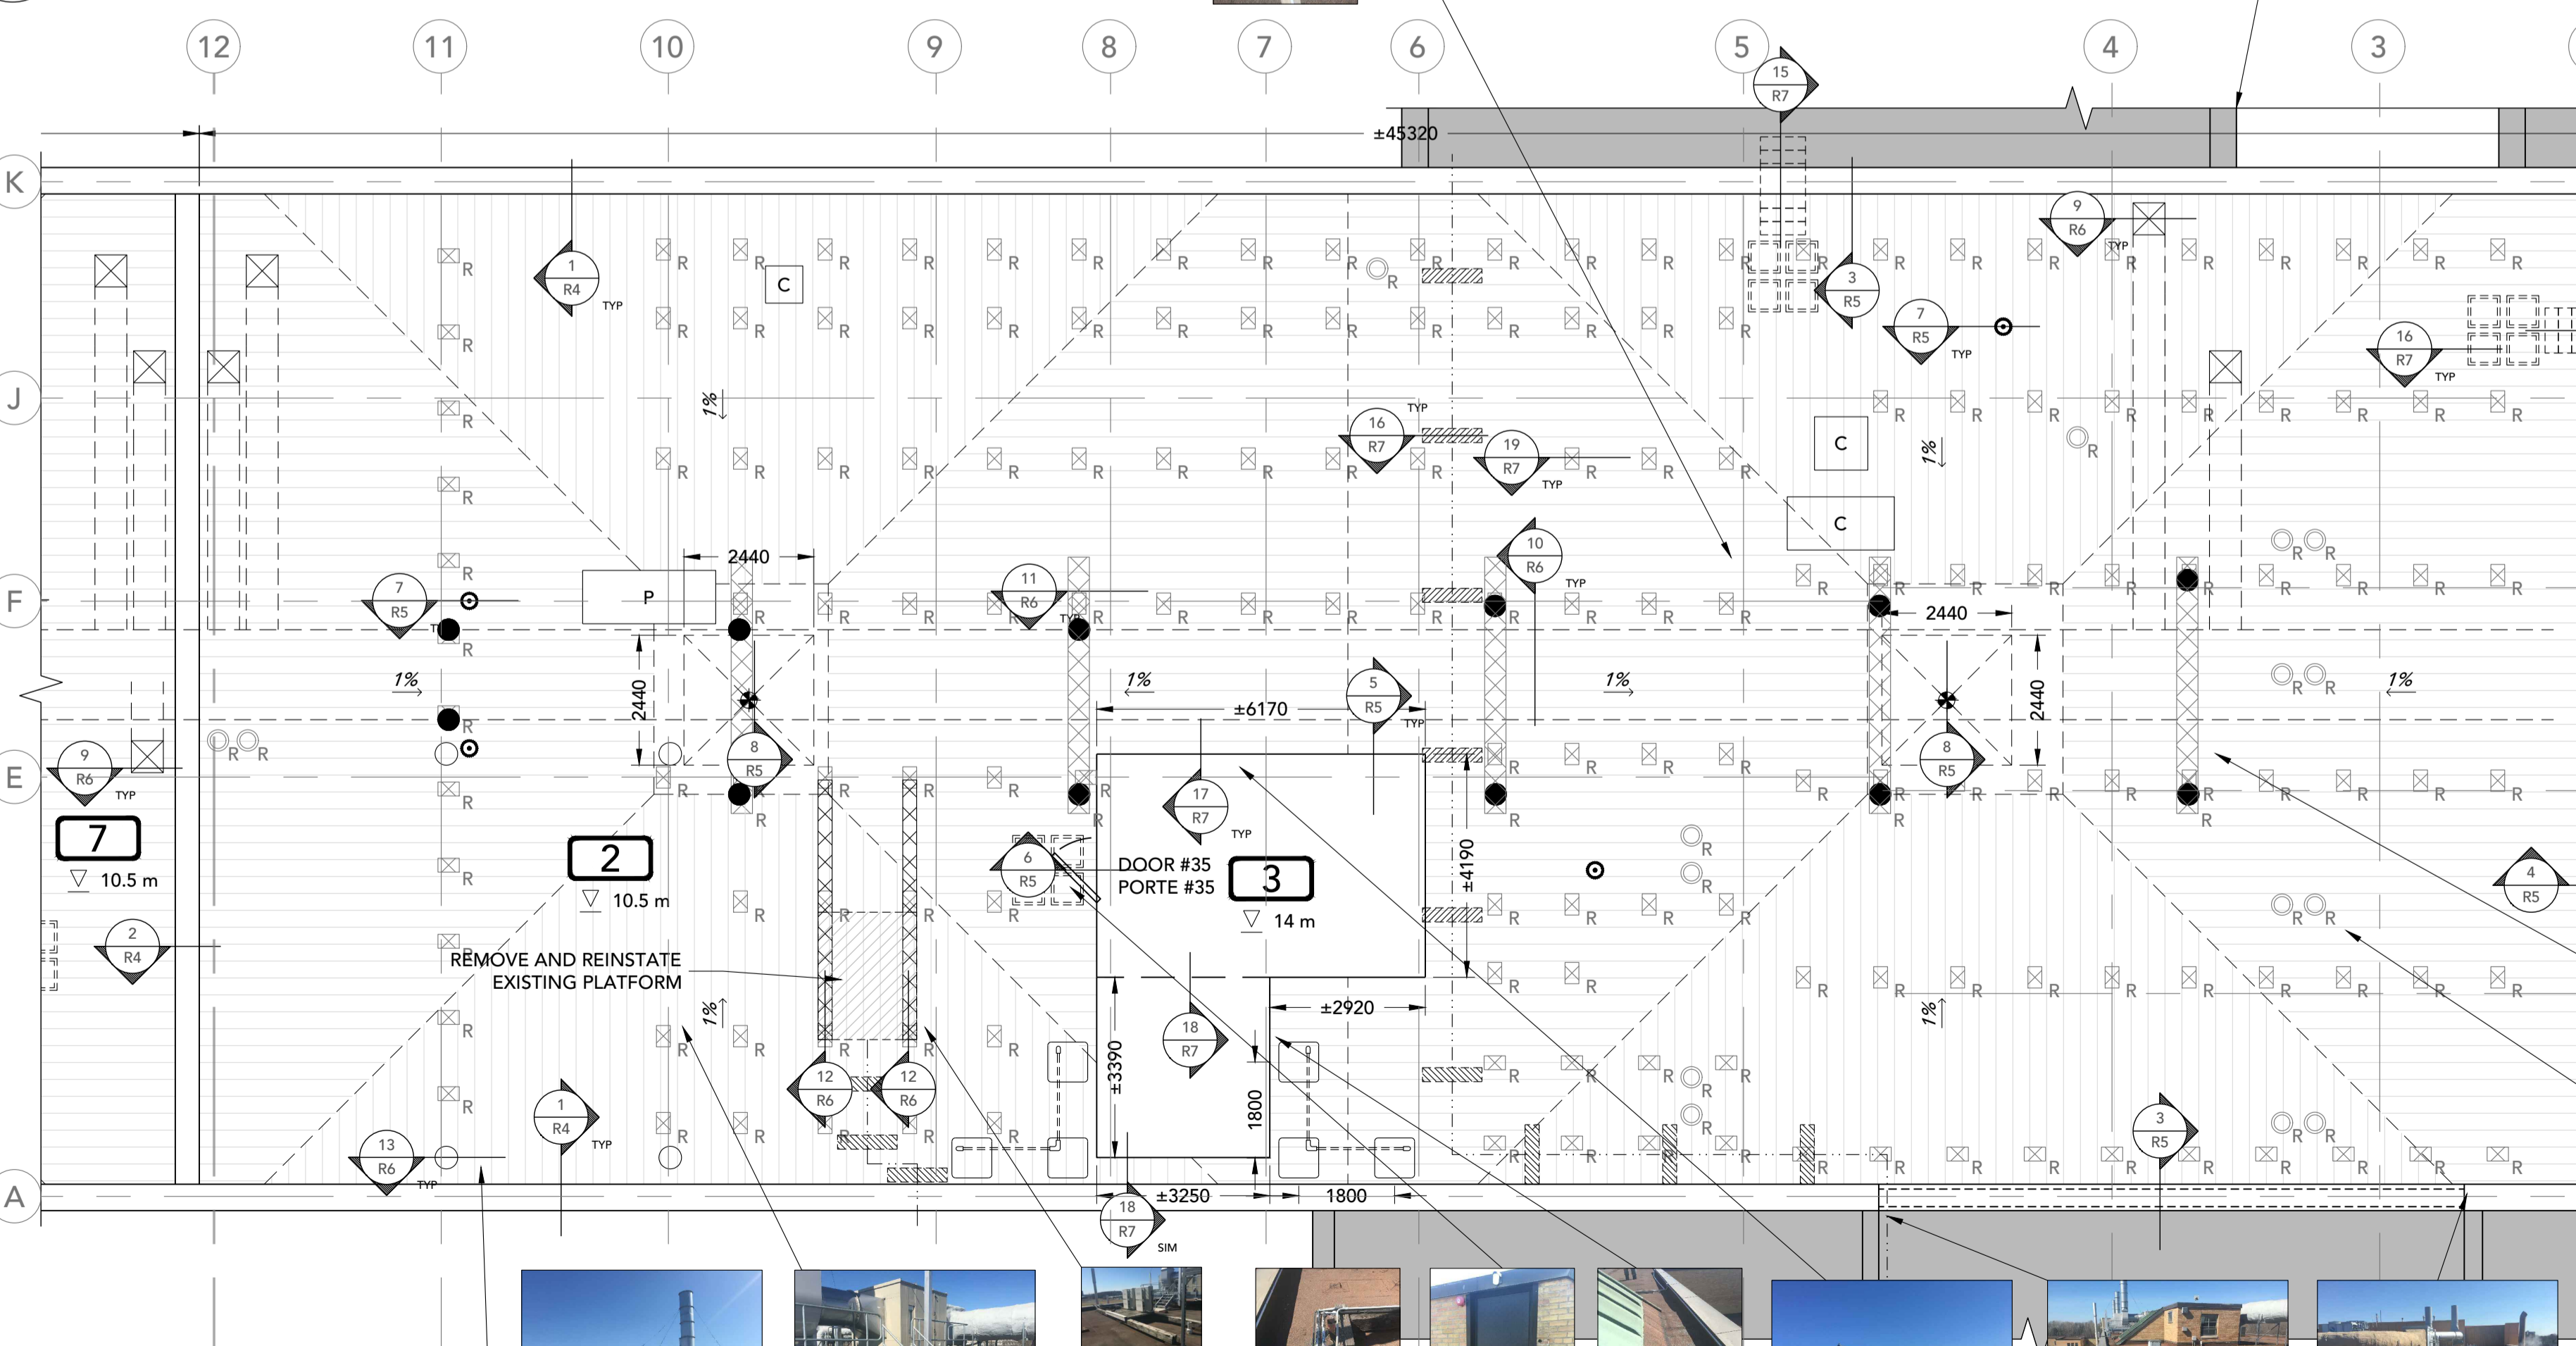 12 11 10 9 8 7 6 5 4 3
15
R7
±45320
K
9
R6
TYP
1
R4
TYP
C
R R R R R R R R R R R R R R R R R R R R R R R
3
R5
7
R5
TYP
16
R7
TYP
R R R R R R R R R R R R R R R
J
1%
16
R7
TYP
19
R7
TYP
C
1%
R R R R R R R R R R R R R R R R R R R R R
C
10
R6
TYP
2440
7
R5
P
11
R6
TYP
F
R R R R R R R R R R R R R R R R R R R R R R
2440
1%
2440
1%
5
R5
TYP
1%
2440
1%
±6170
8
R5
8
R5
E
9
R6
TYP
R R R R R R R R R R R R R R R R R R R R R
17
R7
TYP
7
10.5 m
2
10.5 m
6
R5
DOOR #35
PORTE #35
3
14 m
±4190
4
R5
2
R4
REMOVE AND REINSTATE
EXISTING PLATFORM
1%
18
R7
±2920
1%
±3390
1800
12
R6
12
R6
1
R4
TYP
3
R5
13
R6
TYP
A
±3250
1800
18
R7
SIM